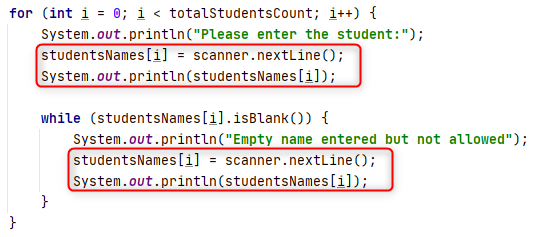 for (int i = 0; i < totalStudentsCount; i++) {
    System.out.println("Please enter the student:");
    studentsNames[i] = scanner.nextLine();
    System.out.println(studentsNames[i]);
    while (studentsNames[i].isBlank()) {
        System.out.println("Empty name entered but not allowed");
        studentsNames[i] = scanner.nextLine();
        System.out.println(studentsNames[i]);
    }
}